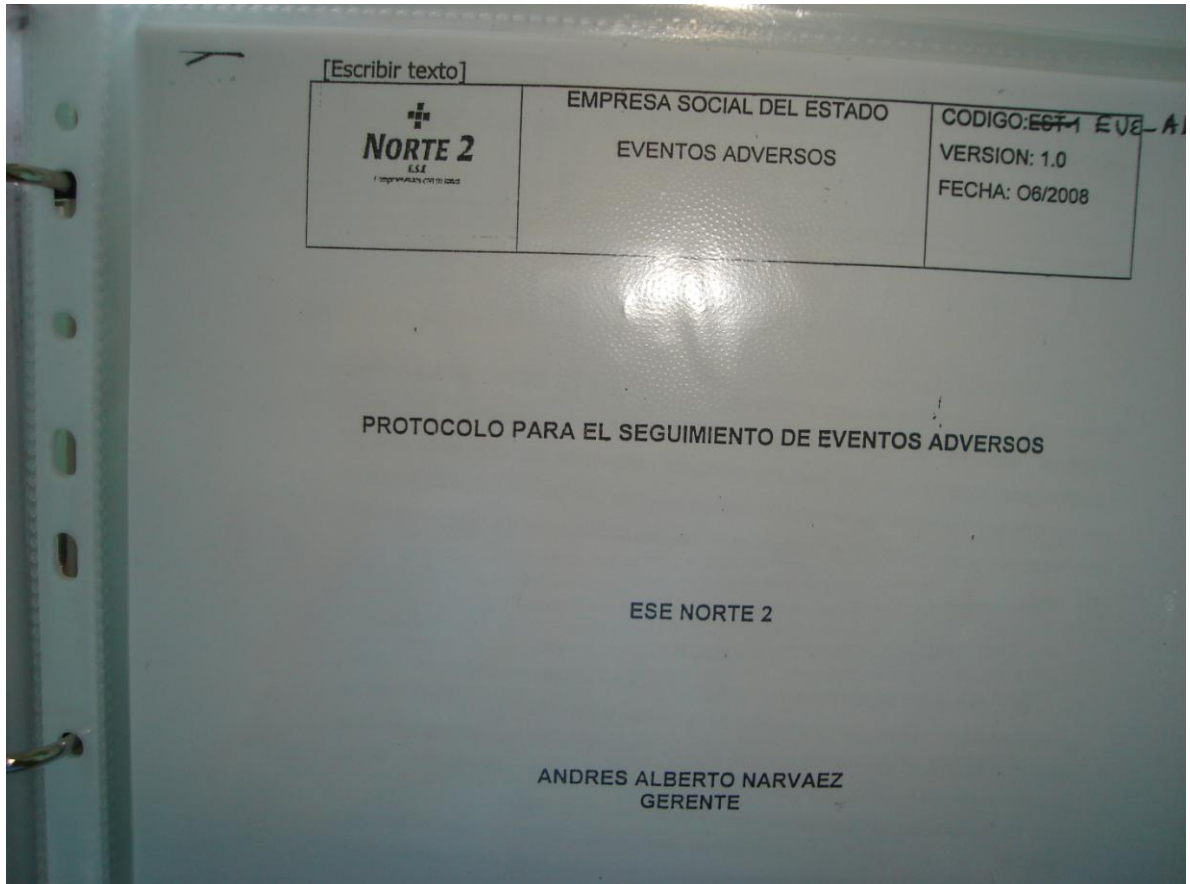 [Escribir texto]
NORTE 2
E.S.E
EMPRESA SOCIAL DEL ESTADO
EVENTOS ADVERSOS
CODIGO:EST-1 EVE-A
VERSION: 1.0
FECHA: O6/2008
PROTOCOLO PARA EL SEGUIMIENTO DE EVENTOS ADVERSOS
ESE NORTE 2
ANDRES ALBERTO NARVAEZ
GERENTE